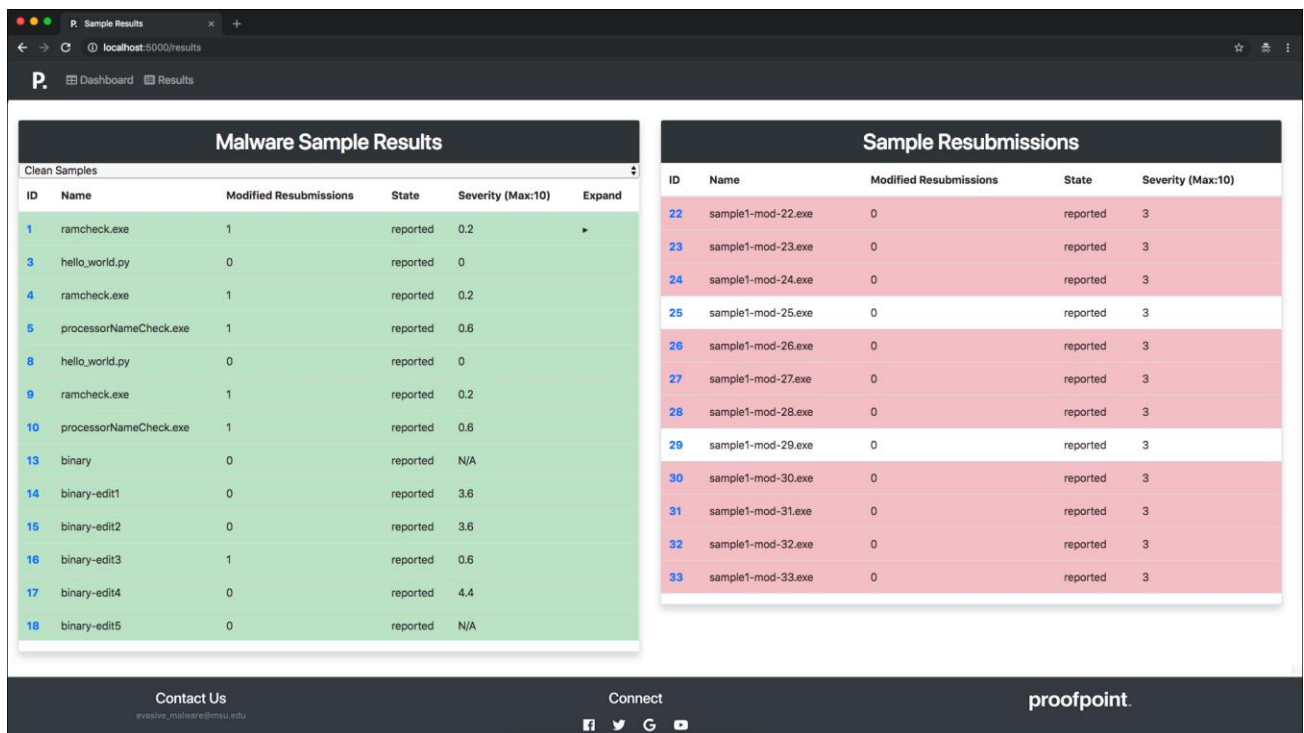 P. Sample Results
localhost:5000/results
P. Dashboard Results
Malware Sample Results
Clean Samples
ID Name Modified Resubmissions State Severity (Max:10) Expand
1 ramcheck.exe 1 reported 0.2
3 hello_world.py 0 reported 0
4 ramcheck.exe 1 reported 0.2
5 processorNameCheck.exe 1 reported 0.6
8 hello_world.py 0 reported 0
9 ramcheck.exe 1 reported 0.2
10 processorNameCheck.exe 1 reported 0.6
13 binary 0 reported N/A
14 binary-edit1 0 reported 3.6
15 binary-edit2 0 reported 3.6
16 binary-edit3 1 reported 0.6
17 binary-edit4 0 reported 4.4
18 binary-edit5 0 reported N/A
Sample Resubmissions
ID Name Modified Resubmissions State Severity (Max:10)
22 sample1-mod-22.exe 0 reported 3
23 sample1-mod-23.exe 0 reported 3
24 sample1-mod-24.exe 0 reported 3
25 sample1-mod-25.exe 0 reported 3
26 sample1-mod-26.exe 0 reported 3
27 sample1-mod-27.exe 0 reported 3
28 sample1-mod-28.exe 0 reported 3
29 sample1-mod-29.exe 0 reported 3
30 sample1-mod-30.exe 0 reported 3
31 sample1-mod-31.exe 0 reported 3
32 sample1-mod-32.exe 0 reported 3
33 sample1-mod-33.exe 0 reported 3
Contact Us
evasive_malware@msu.edu
Connect
proofpoint.